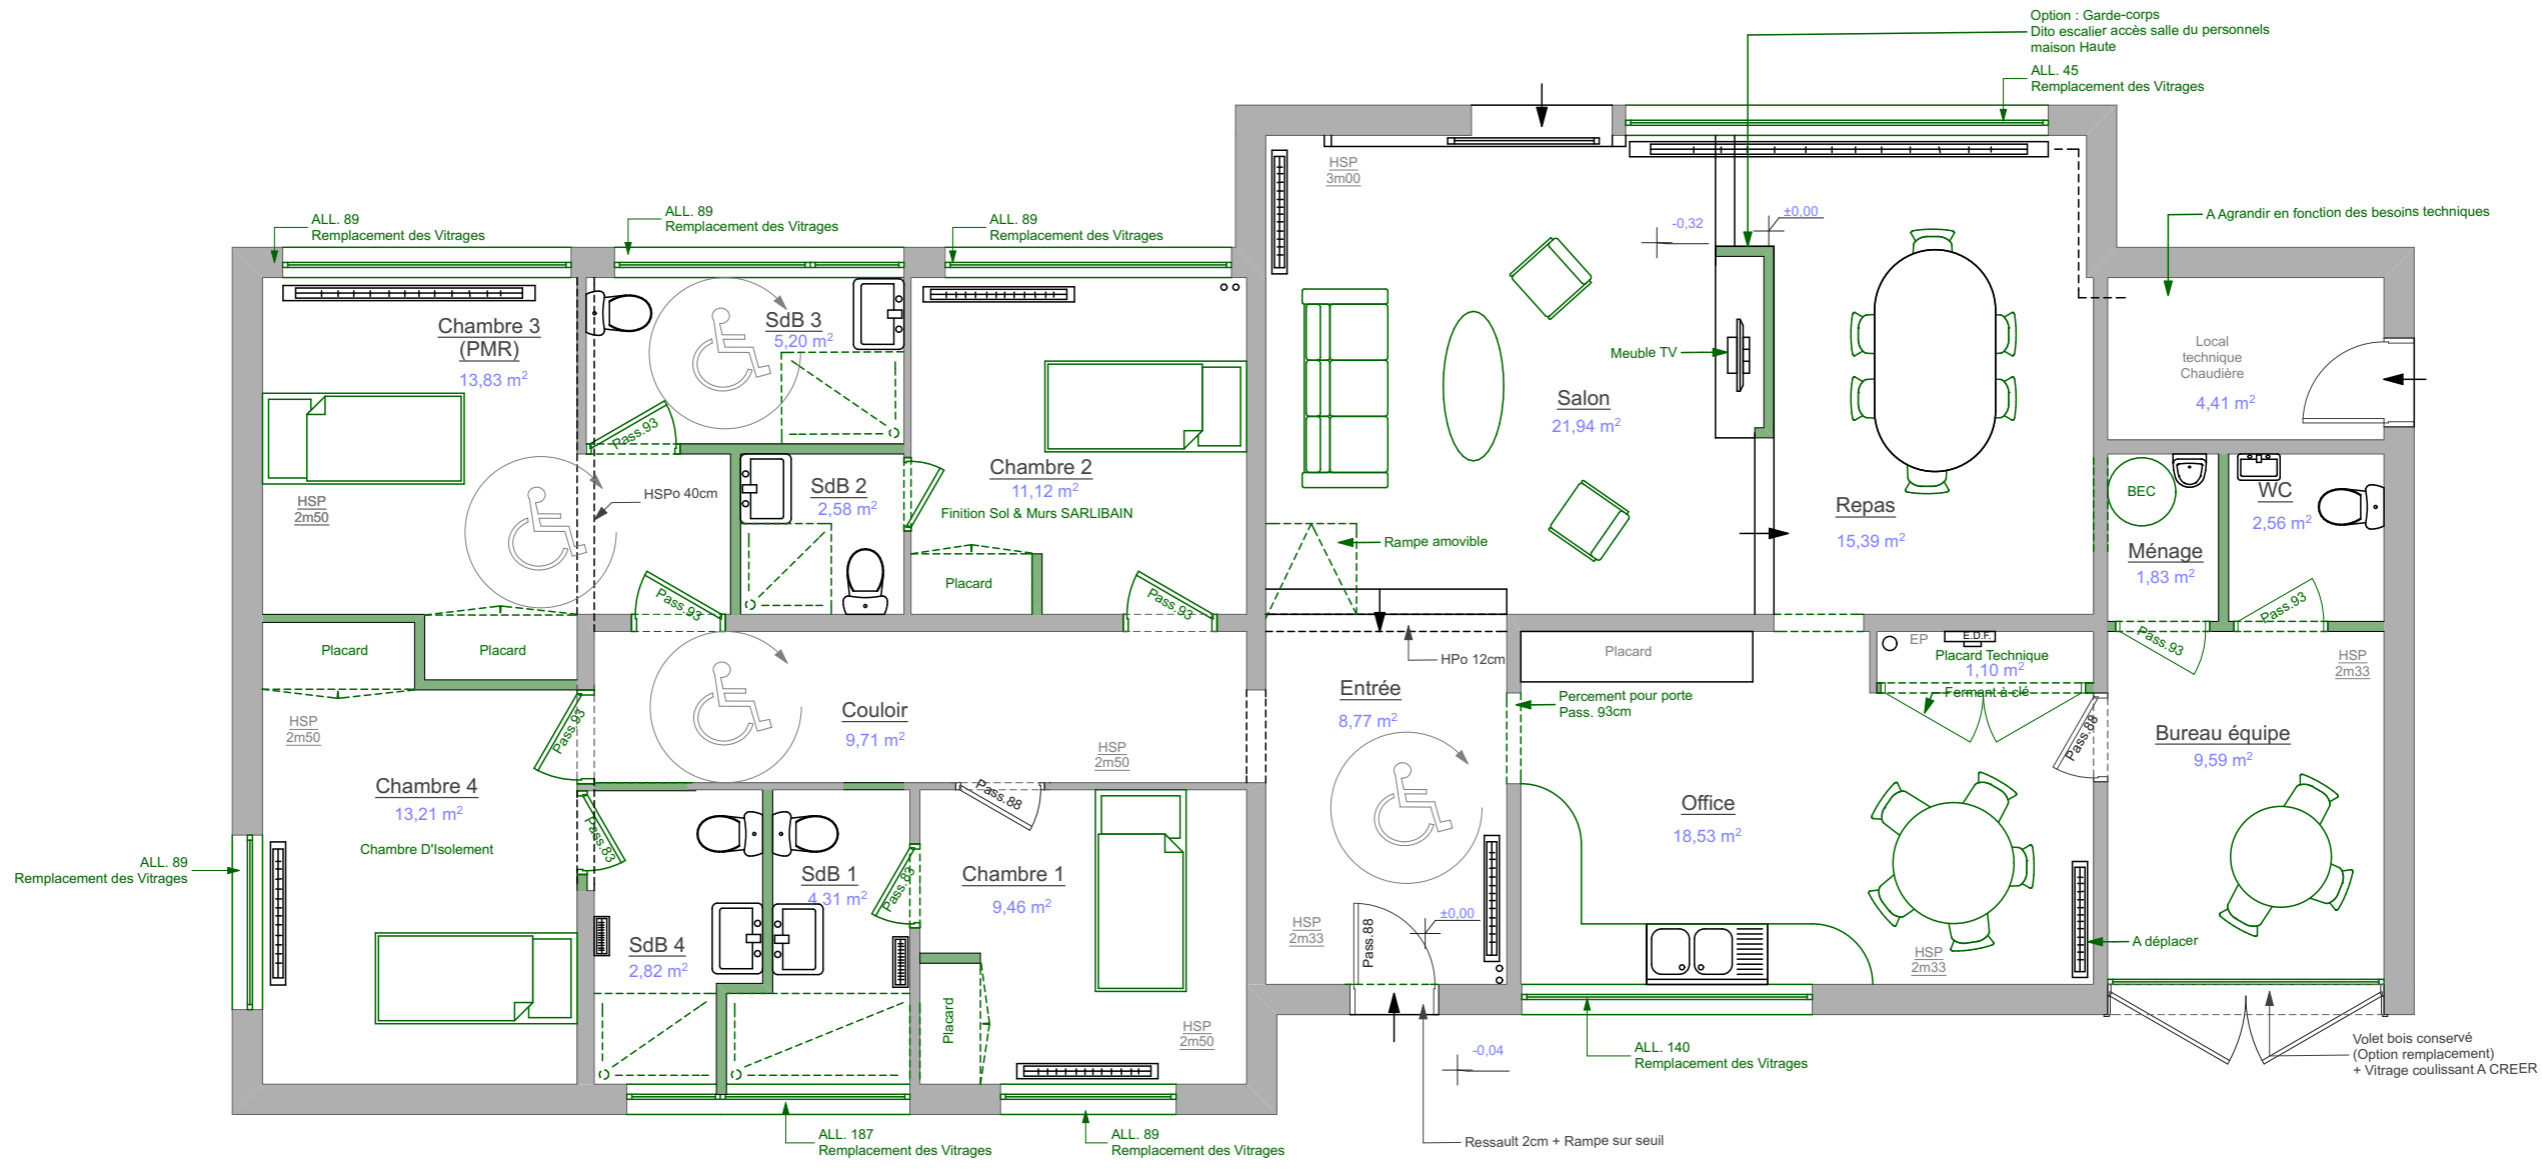 Option : Garde-corps
Dito escalier accès salle du personnels
maison Haute
ALL. 45
Remplacement des Vitrages
HSP
3m00
-0,32
±0,00
A Agrandir en fonction des besoins techniques
ALL. 89
Remplacement des Vitrages
ALL. 89
Remplacement des Vitrages
ALL. 89
Remplacement des Vitrages
Chambre 3
(PMR)
13,83 m²
SdB 3
5,20 m²
Pass.93
HSP
2m50
HSPo 40cm
SdB 2
2,58 m²
Chambre 2
11,12 m²
Finition Sol & Murs SARLIBAIN
Placard
Pass.93
Pass.93
Meuble TV
Salon
21,94 m²
Rampe amovible
Repas
15,39 m²
Local
technique
Chaudière
4,41 m²
BEC
WC
2,56 m²
Ménage
1,83 m²
Pass.93
Pass.93
Placard
Placard
HSP
2m50
Pass.93
Couloir
9,71 m²
HSP
2m50
HPo 12cm
Entrée
8,77 m²
Placard
Percement pour porte
Pass. 93cm
EP
E.D.F.
Placard Technique
1,10 m²
Fermant à clé
Pass.88
HSP
2m33
Bureau équipe
9,59 m²
Chambre 4
13,21 m²
Chambre D'Isolement
Pass.83
Pass.88
ALL. 89
Remplacement des Vitrages
SdB 1
4,31 m²
Pass.83
Chambre 1
9,46 m²
Office
18,53 m²
SdB 4
2,82 m²
Placard
HSP
2m50
HSP
2m33
Pass.88
±0,00
HSP
2m33
A déplacer
-0,04
ALL. 140
Remplacement des Vitrages
Volet bois conservé
(Option remplacement)
+ Vitrage coulissant A CREER
ALL. 187
Remplacement des Vitrages
ALL. 89
Remplacement des Vitrages
Ressault 2cm + Rampe sur seuil